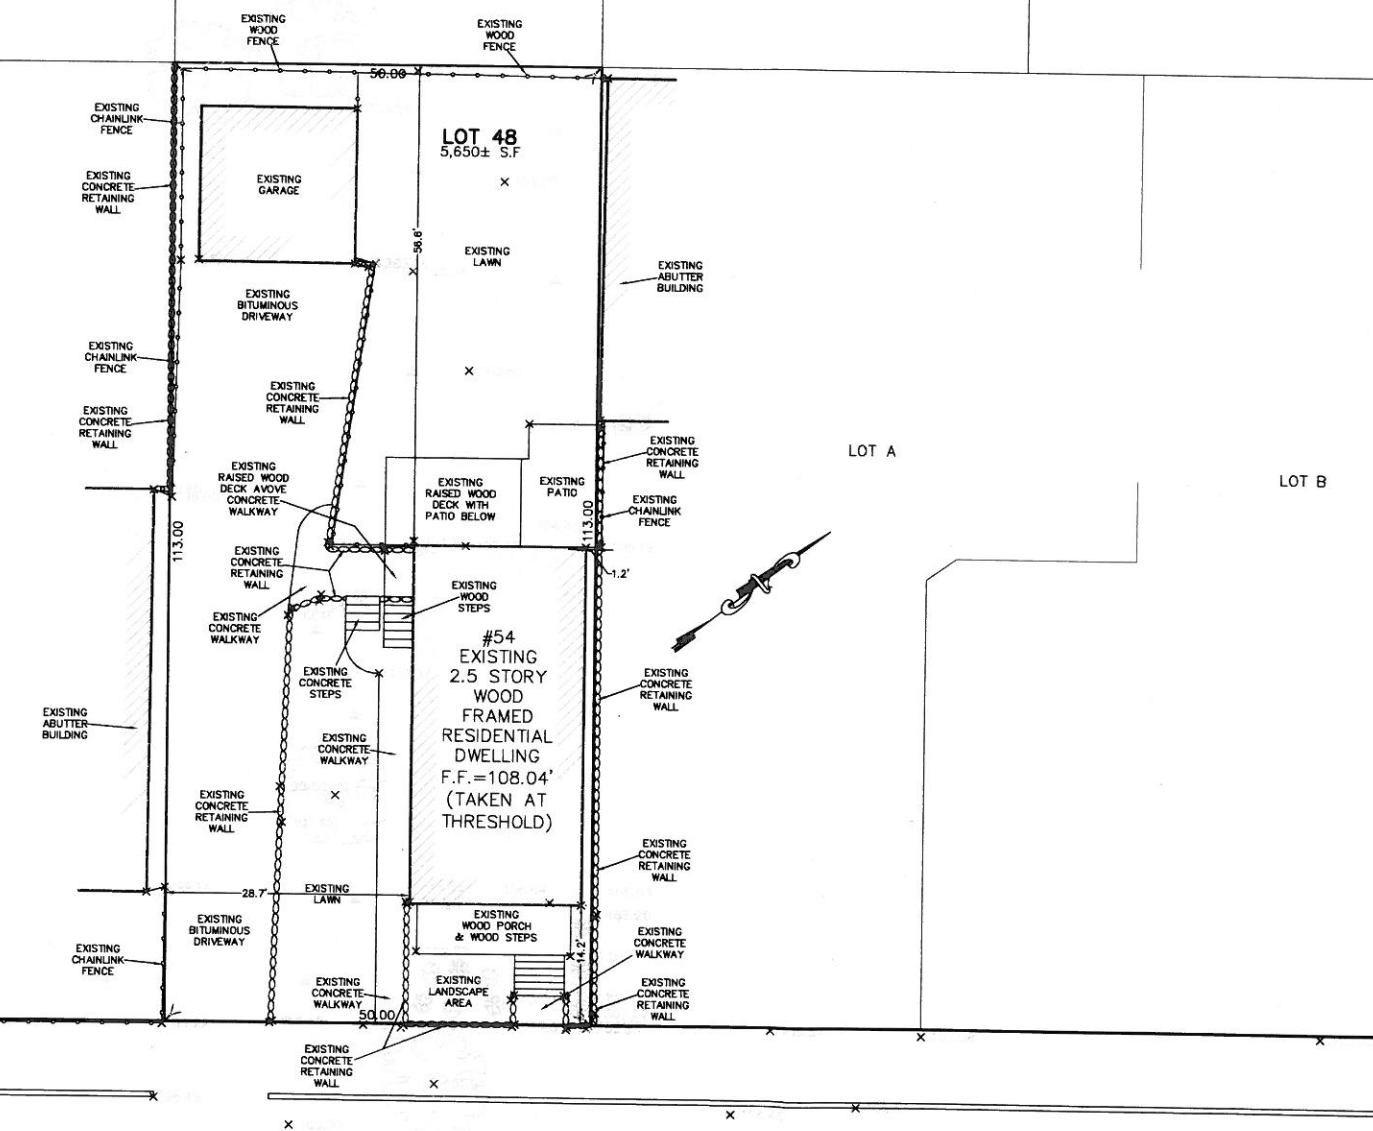 EXISTING
WOOD
FENCE
EXISTING
WOOD
FENCE
50.00
EXISTING
CHAINLINK
FENCE
LOT 48
5,650± S.F
EXISTING
CONCRETE
RETAINING
WALL
EXISTING
GARAGE
56.6'
EXISTING
LAWN
EXISTING
ABUTTER
BUILDING
EXISTING
BITUMINOUS
DRIVEWAY
EXISTING
CHAINLINK
FENCE
EXISTING
CONCRETE
RETAINING
WALL
EXISTING
CONCRETE
RETAINING
WALL
EXISTING
CONCRETE
RETAINING
WALL
LOT A
LOT B
EXISTING
RAISED WOOD
DECK AVOVE
CONCRETE
WALKWAY
EXISTING
RAISED WOOD
DECK WITH
PATIO BELOW
EXISTING
PATIO
EXISTING
CHAINLINK
FENCE
113.00
113.00
EXISTING
CONCRETE
RETAINING
WALL
1.2'
EXISTING
WOOD
STEPS
EXISTING
CONCRETE
WALKWAY
#54
EXISTING
2.5 STORY
WOOD
FRAMED
RESIDENTIAL
DWELLING
F.F.=108.04'
(TAKEN AT
THRESHOLD)
EXISTING
CONCRETE
STEPS
EXISTING
CONCRETE
RETAINING
WALL
EXISTING
ABUTTER
BUILDING
EXISTING
CONCRETE
WALKWAY
EXISTING
CONCRETE
RETAINING
WALL
EXISTING
CONCRETE
RETAINING
WALL
28.7'
EXISTING
LAWN
EXISTING
BITUMINOUS
DRIVEWAY
EXISTING
WOOD PORCH
& WOOD STEPS
14.2'
EXISTING
CONCRETE
WALKWAY
EXISTING
CHAINLINK
FENCE
EXISTING
CONCRETE
WALKWAY
EXISTING
LANDSCAPE
AREA
EXISTING
CONCRETE
RETAINING
WALL
50.00
EXISTING
CONCRETE
RETAINING
WALL